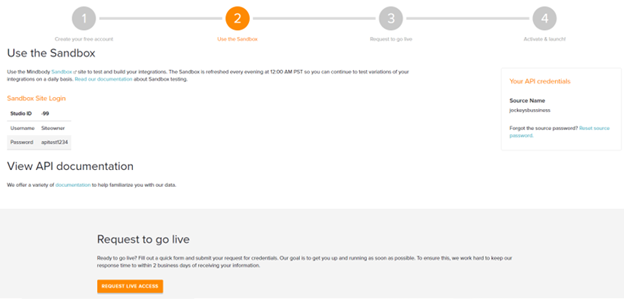 1
2
3
4
Create your free account
Use the Sandbox
Request to go live
Activate & launch!
Use the Sandbox
Use the Mindbody Sandbox site to test and build your integrations. The Sandbox is refreshed every evening at 12:00 AM PST so you can continue to test variations of your
integrations on a daily basis. Read our documentation about Sandbox testing.
Sandbox Site Login:
Studio ID -99
Username Siteowner
Password apitest1234
Your API credentials:
Source Name
jockoysbussiness
Forgot the source password? Reset source
password.
View API documentation
We offer a variety of documentation to help familiarize you with our data.
Request to go live
Ready to go live? Fill out a quick form and submit your request for credentials. Our goal is to get you up and running as soon as possible. To ensure this, we work hard to keep our
response time to within 2 business days of receiving your information.
REQUEST LIVE ACCESS